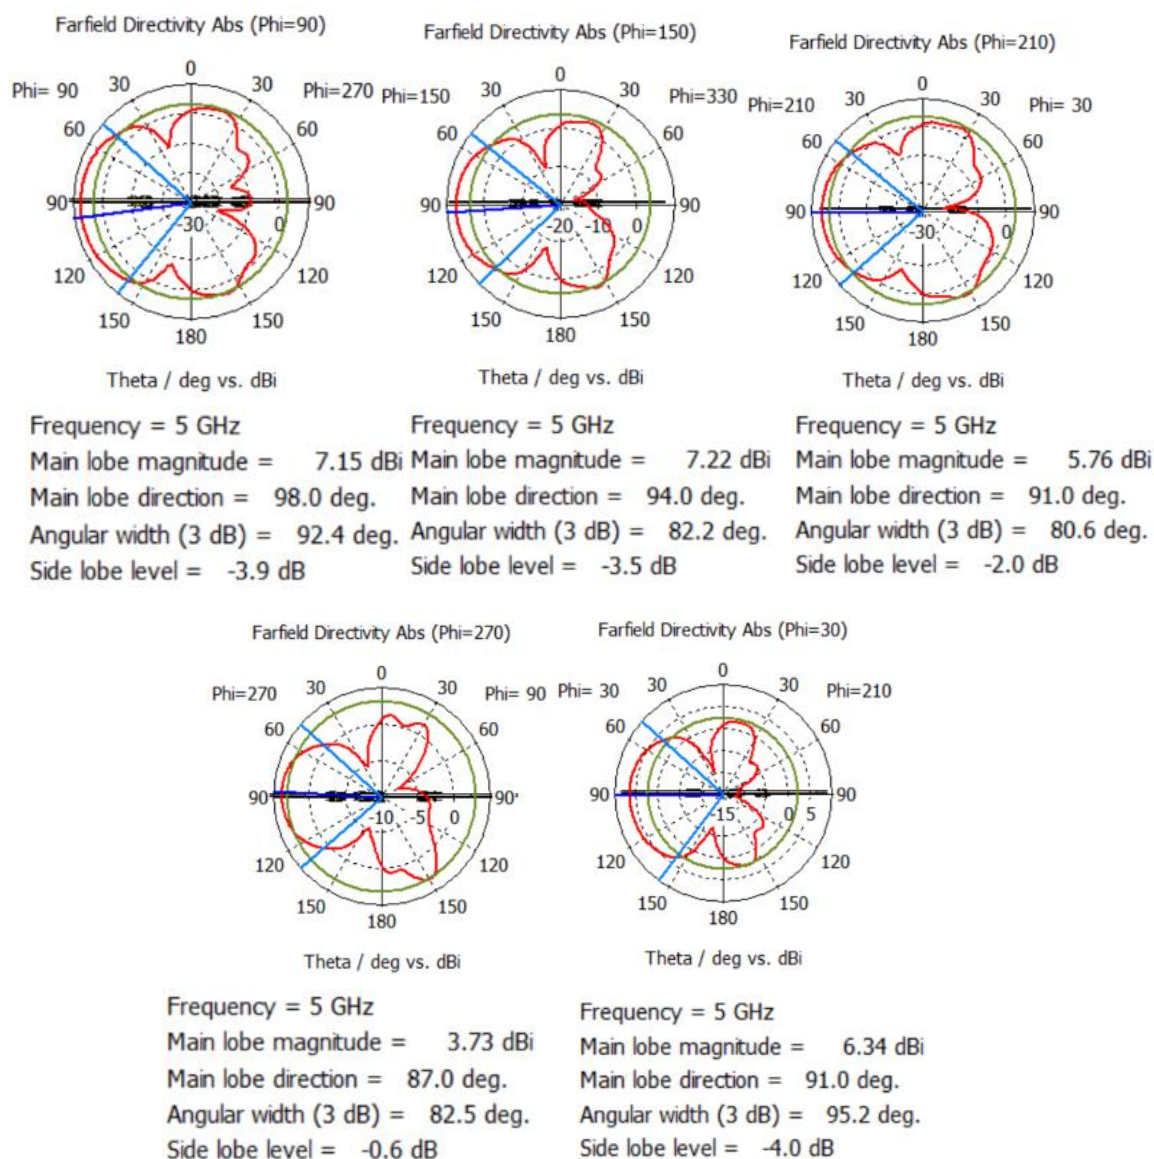 Farfield Directivity Abs (Phi=90)
0
30
30
Phi= 90
Phi=270
60
60
90
90
-30
0
120
120
150
150
180
Theta / deg vs. dBi
Frequency = 5 GHz
Main lobe magnitude = 7.15 dBi
Main lobe direction = 98.0 deg.
Angular width (3 dB) = 92.4 deg.
Side lobe level = -3.9 dB
Farfield Directivity Abs (Phi=150)
0
30
30
Phi=150
Phi=330
60
60
90
90
-20
-10
0
120
120
150
150
180
Theta / deg vs. dBi
Frequency = 5 GHz
Main lobe magnitude = 7.22 dBi
Main lobe direction = 94.0 deg.
Angular width (3 dB) = 82.2 deg.
Side lobe level = -3.5 dB
Farfield Directivity Abs (Phi=210)
0
30
30
Phi=210
Phi= 30
60
60
90
90
-30
0
120
120
150
150
180
Theta / deg vs. dBi
Frequency = 5 GHz
Main lobe magnitude = 5.76 dBi
Main lobe direction = 91.0 deg.
Angular width (3 dB) = 80.6 deg.
Side lobe level = -2.0 dB
Farfield Directivity Abs (Phi=270)
0
30
30
Phi=270
Phi= 90
60
60
90
90
-10
-5
0
120
120
150
150
180
Theta / deg vs. dBi
Frequency = 5 GHz
Main lobe magnitude = 3.73 dBi
Main lobe direction = 87.0 deg.
Angular width (3 dB) = 82.5 deg.
Side lobe level = -0.6 dB
Farfield Directivity Abs (Phi=30)
0
30
30
Phi= 30
Phi=210
60
60
90
90
-15
0
5
120
120
150
150
180
Theta / deg vs. dBi
Frequency = 5 GHz
Main lobe magnitude = 6.34 dBi
Main lobe direction = 91.0 deg.
Angular width (3 dB) = 95.2 deg.
Side lobe level = -4.0 dB